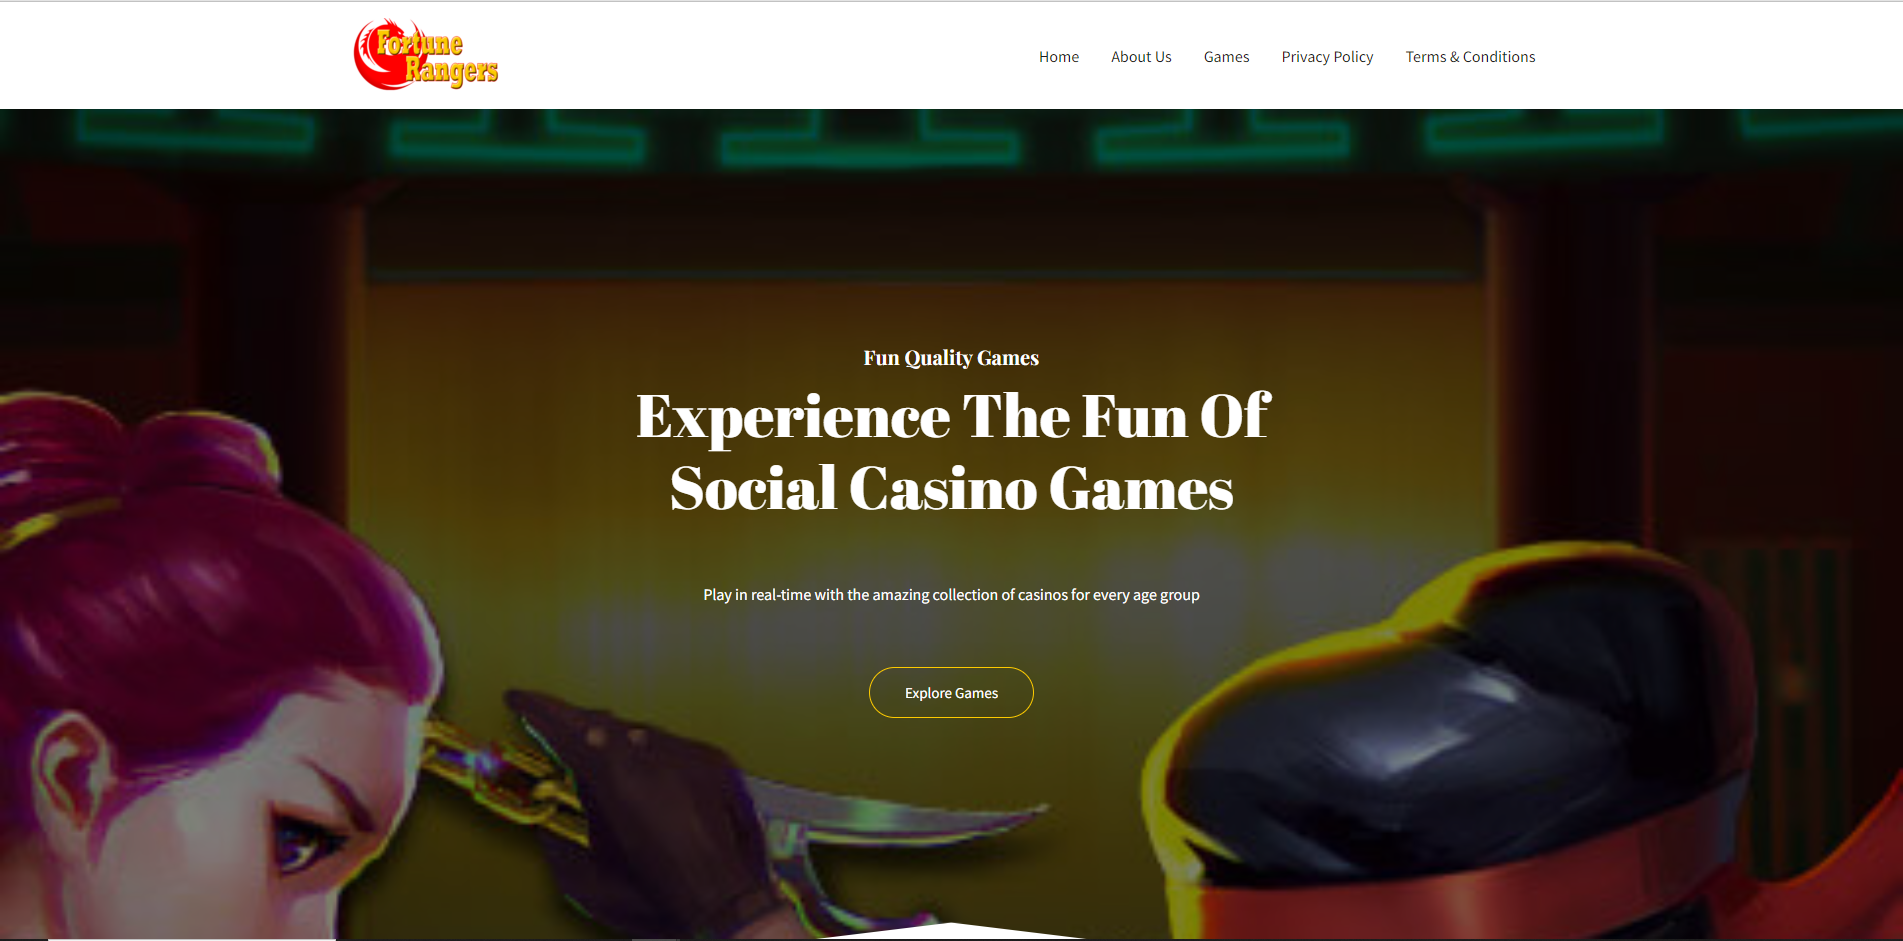 Fortune
Rangers
Home
About Us
Games
Privacy Policy
Terms & Conditions
Fun Quality Games
Experience The Fun Of
Social Casino Games
Play in real-time with the amazing collection of casinos for every age group
Explore Games